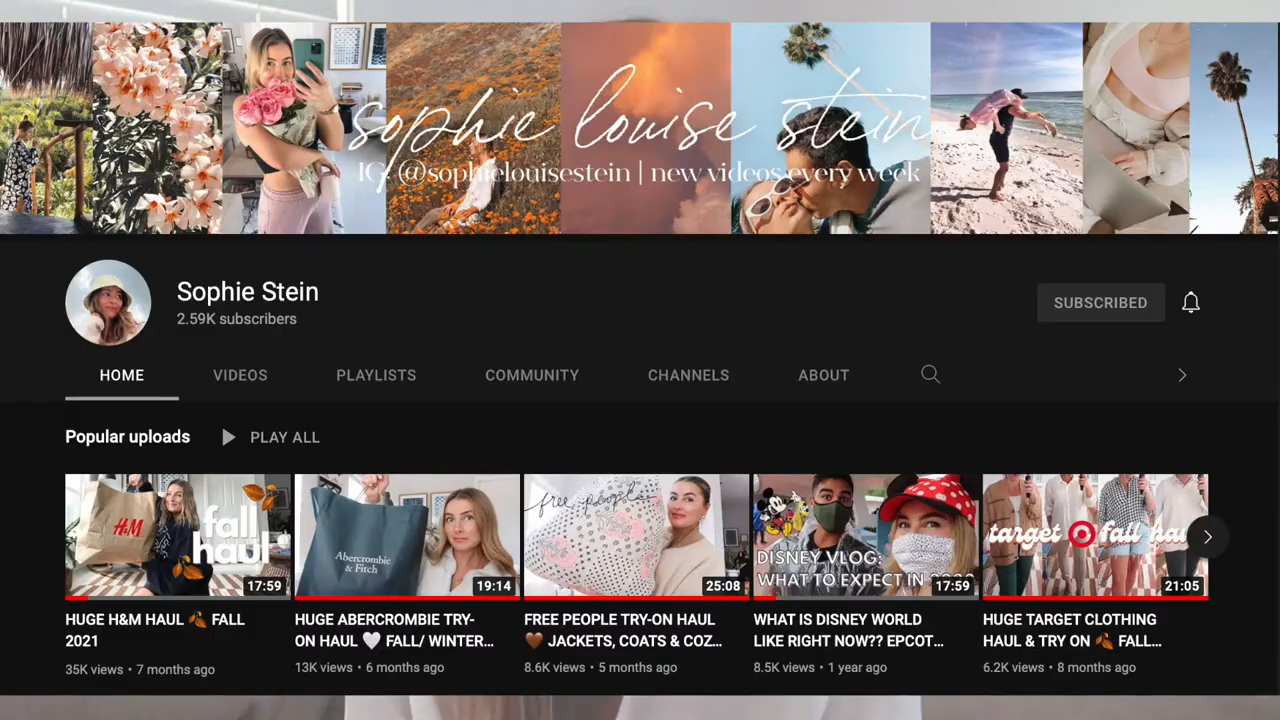 sophie louise stein
IG: @sophielouisestein | new videos every week
Sophie Stein
2.59K subscribers
SUBSCRIBED
HOME VIDEOS PLAYLISTS COMMUNITY CHANNELS ABOUT
Popular uploads PLAY ALL
H&M
fall
haul
17:59
Abercrombie
& Fitch
19:14
free people
25:08
DISNEY VLOG:
WHAT TO EXPECT IN
17:59
target fall
21:05
HUGE H&M HAUL 🍂 FALL
2021
35K views • 7 months ago
HUGE ABERCROMBIE TRY-
ON HAUL 🤍 FALL/ WINTER...
13K views • 6 months ago
FREE PEOPLE TRY-ON HAUL
🤎 JACKETS, COATS & COZ...
8.6K views • 5 months ago
WHAT IS DISNEY WORLD
LIKE RIGHT NOW?? EPCOT...
8.5K views • 1 year ago
HUGE TARGET CLOTHING
HAUL & TRY ON 🍂 FALL...
6.2K views • 8 months ago